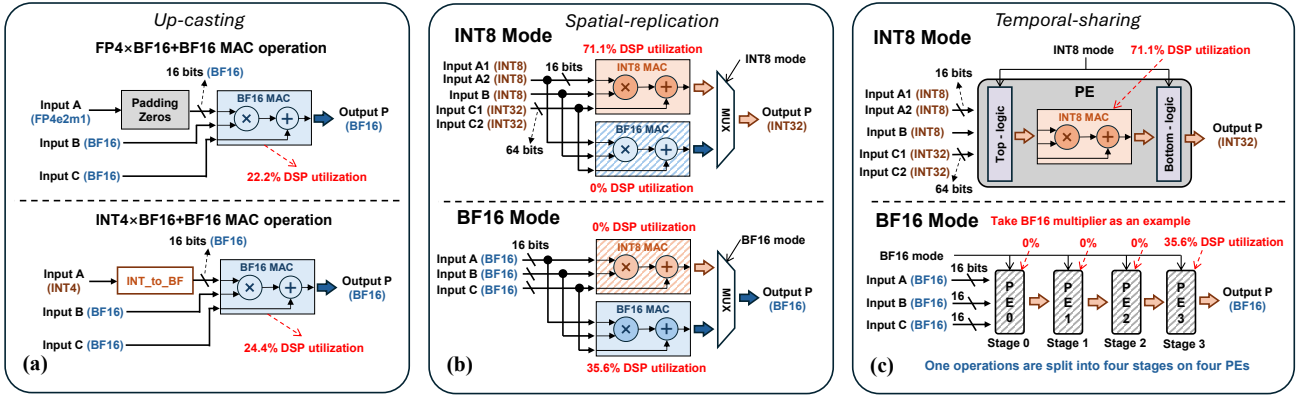 Up-casting
FP4×BF16+BF16 MAC operation
16 bits (BF16)
Input A
(FP4e2m1)
Padding
Zeros
BF16 MAC
Output P
(BF16)
Input B (BF16)
Input C (BF16)
22.2% DSP utilization
INT4×BF16+BF16 MAC operation
16 bits (BF16)
Input A
(INT4)
INT_to_BF
BF16 MAC
Output P
(BF16)
Input B (BF16)
Input C (BF16)
24.4% DSP utilization
(a)
Spatial-replication
INT8 Mode
71.1% DSP utilization
16 bits
Input A1 (INT8)
Input A2 (INT8)
Input B (INT8)
Input C1 (INT32)
Input C2 (INT32)
64 bits
INT8 MAC
BF16 MAC
INT8 mode
MUX
Output P
(INT32)
0% DSP utilization
BF16 Mode
0% DSP utilization
16 bits
Input A (BF16)
Input B (BF16)
Input C (BF16)
INT8 MAC
BF16 MAC
BF16 mode
MUX
Output P
(BF16)
35.6% DSP utilization
(b)
Temporal-sharing
INT8 Mode
INT8 mode
71.1% DSP utilization
16 bits
Input A1 (INT8)
Input A2 (INT8)
Input B (INT8)
Input C1 (INT32)
Input C2 (INT32)
64 bits
PE
Top - logic
INT8 MAC
Bottom - logic
Output P
(INT32)
BF16 Mode
Take BF16 multiplier as an example
0%
0%
0%
35.6% DSP utilization
BF16 mode
Input A (BF16)
16 bits
Input B (BF16)
16
Input C (BF16)
16
PE0
PE1
PE2
PE3
Output P
(BF16)
Stage 0
Stage 1
Stage 2
Stage 3
(c)
One operations are split into four stages on four PEs